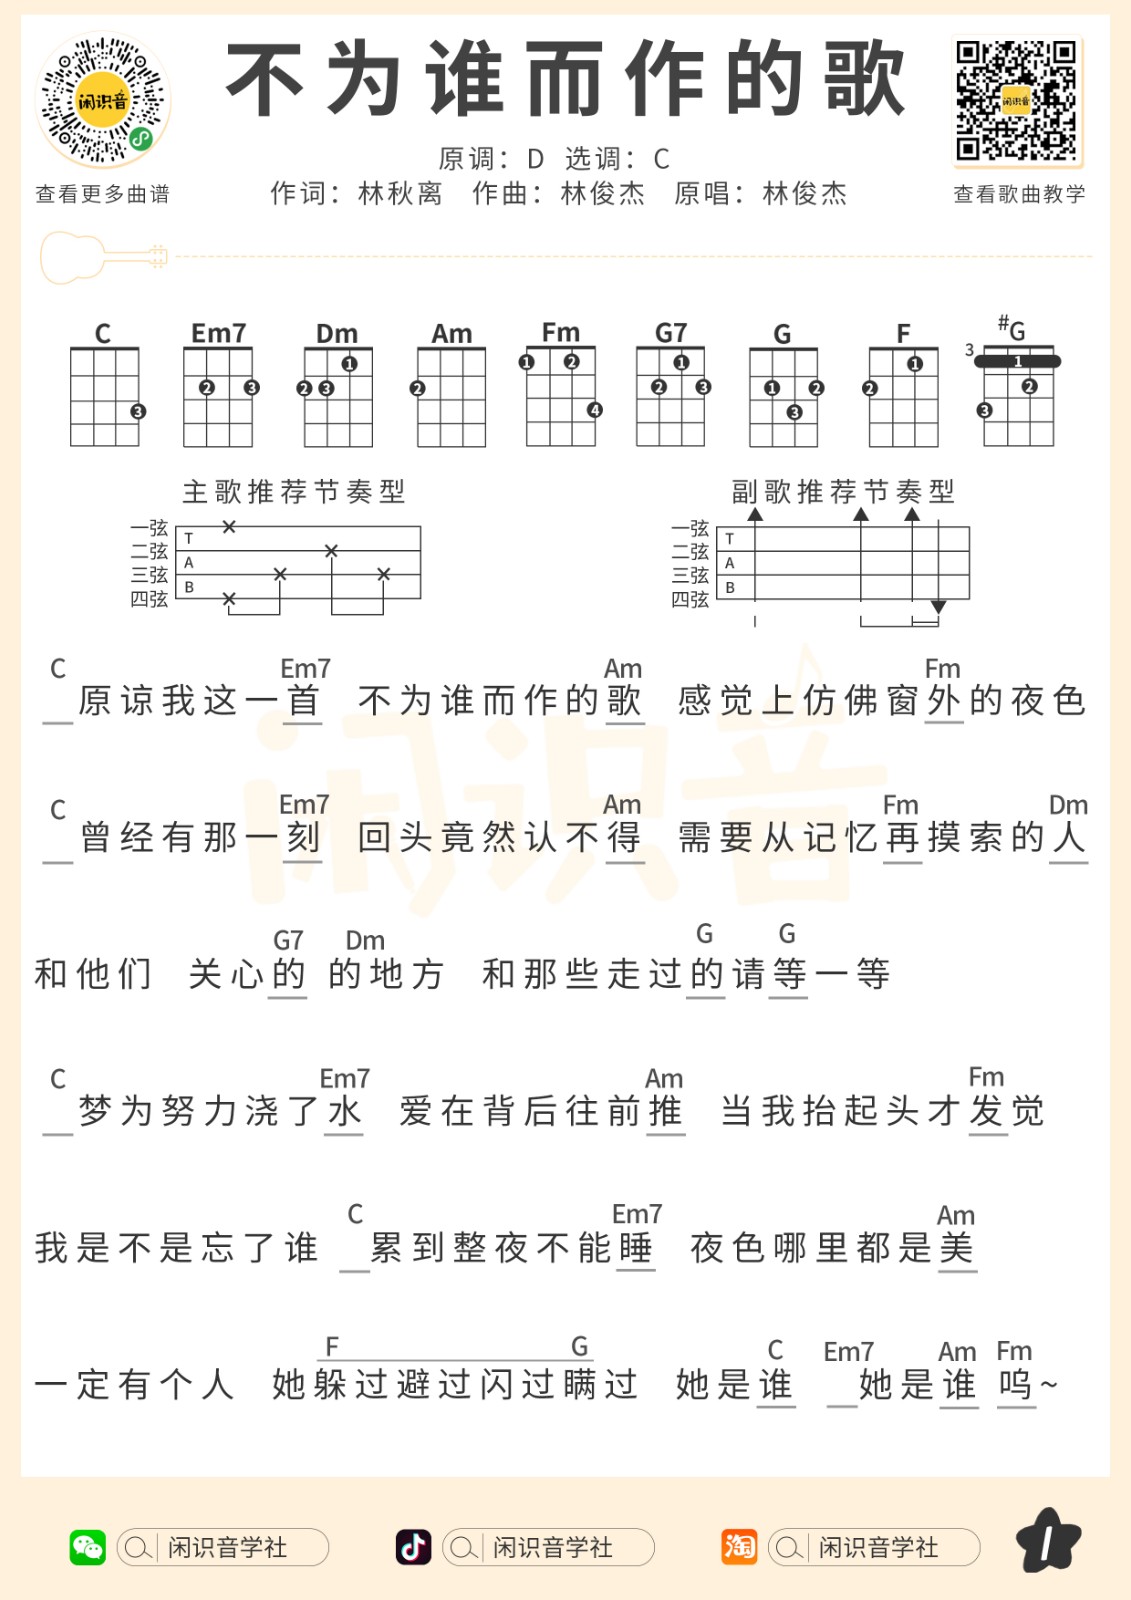 闲识音
查看更多曲谱
不为谁而作的歌
原调：D 选调：C
作词：林秋离 作曲：林俊杰 原唱：林俊杰
闲识音
查看歌曲教学
C Em7 Dm Am Fm G7 G F #G
3
3
2 3
1 2 3
2
1 2 4
1 2 3
1 2 3
1 2
1 2 3
主歌推荐节奏型
一弦 T
二弦 A
三弦 B
四弦
副歌推荐节奏型
一弦 T
二弦 A
三弦 B
四弦
C Em7 Am Fm
原谅我这一首 不为谁而作的歌 感觉上仿佛窗外的夜色
C Em7 Am Fm Dm
曾经有那一刻 回头竟然认不得 需要从记忆再摸索的人
G7 Dm G G
和他们 关心的 的地方 和那些走过的请等一等
C Em7 Am Fm
梦为努力浇了水 爱在背后往前推 当我抬起头才发觉
C Em7 Am
我是不是忘了谁 累到整夜不能睡 夜色哪里都是美
F G C Em7 Am Fm
一定有个人 她躲过避过闪过瞒过 她是谁 她是谁 呜~
闲识音
闲识音学社 闲识音学社 淘 闲识音学社 1